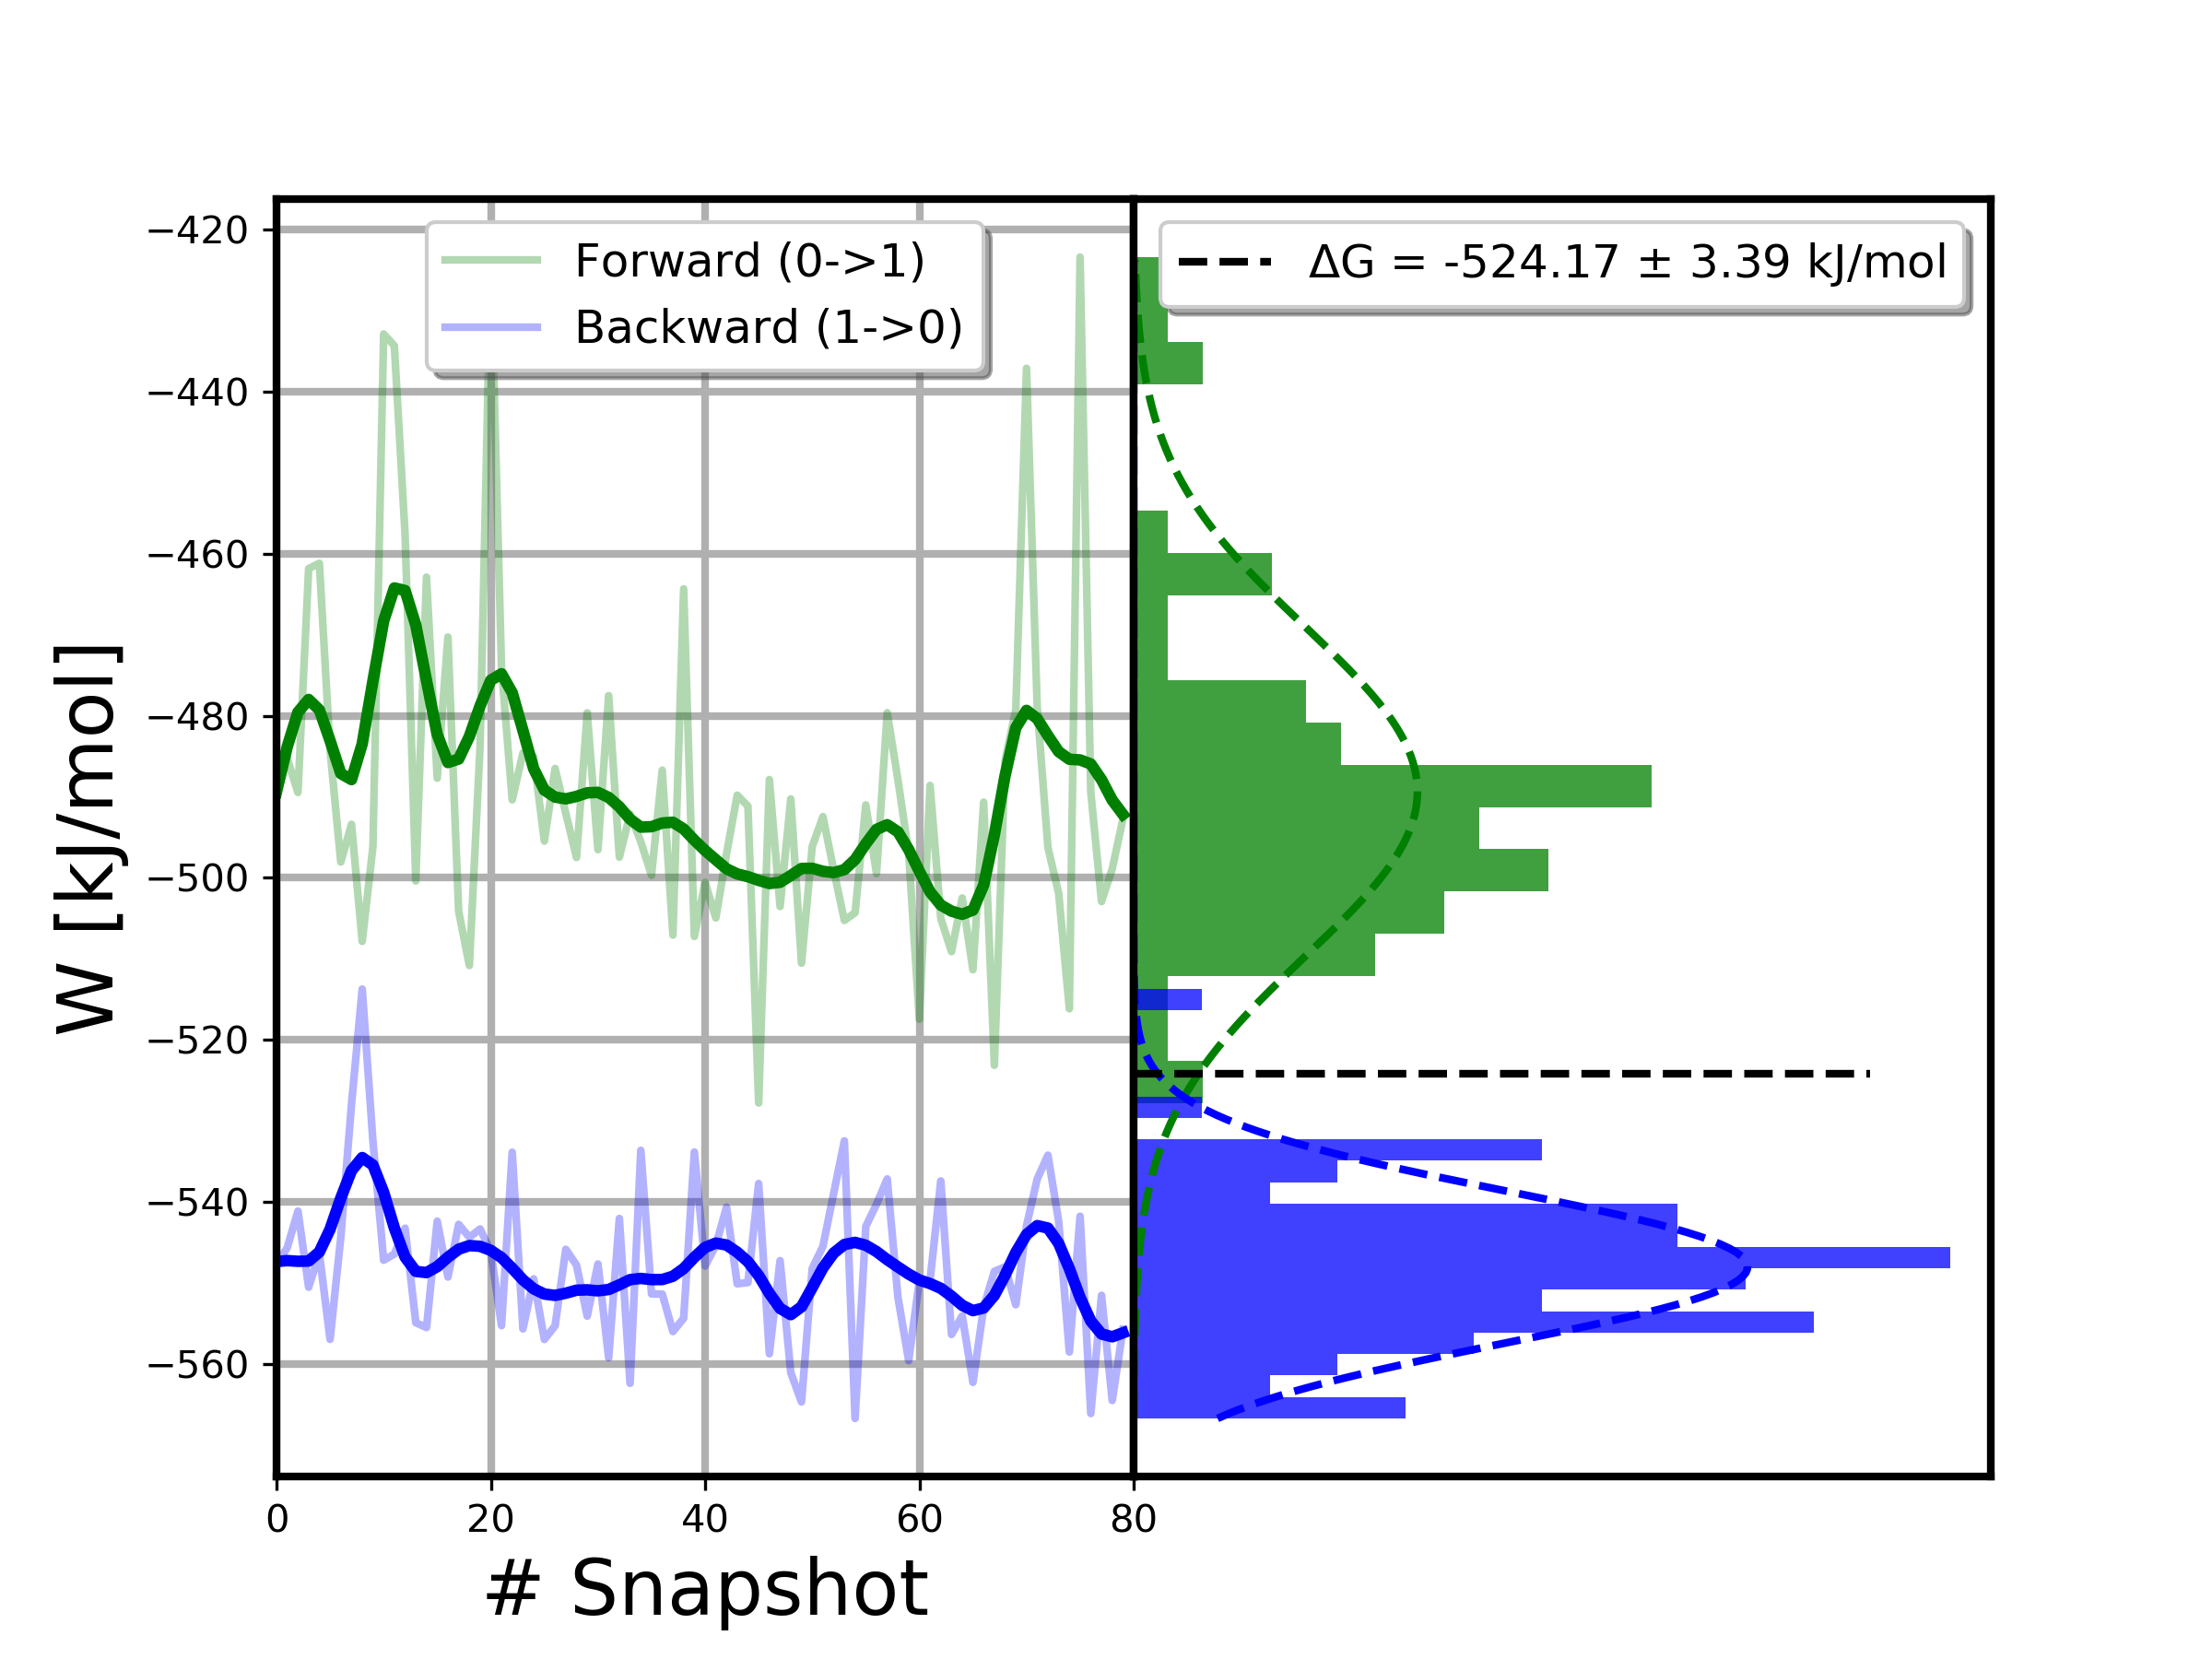 Forward (0->1)
Backward (1->0)
ΔG = -524.17 ± 3.39 kJ/mol
W [kJ/mol]
−420
−440
−460
−480
−500
−520
−540
−560
0 20 40 60 80
# Snapshot